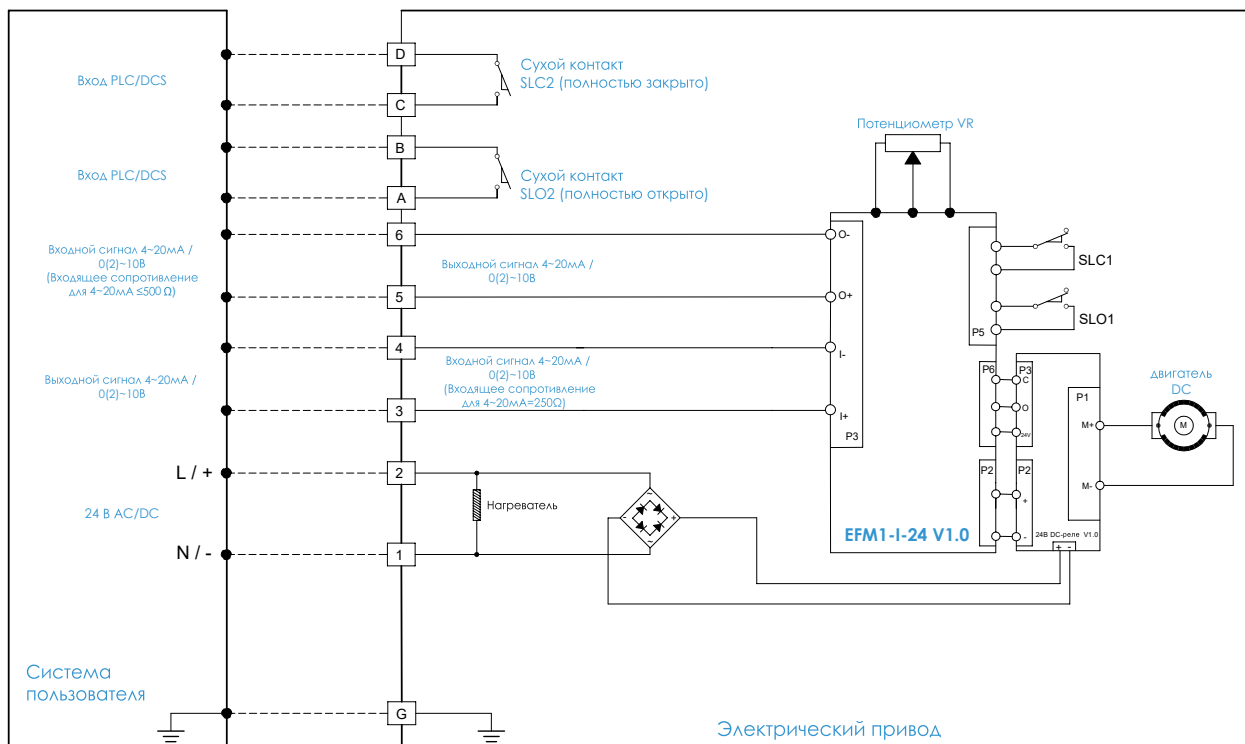 D
Вход PLC/DCS
Сухой контакт
SLC2 (полностью закрыто)
C
B
Вход PLC/DCS
Сухой контакт
SLO2 (полностью открыто)
A
Потенциометр VR
6
O-
Входной сигнал 4~20мА /
0(2)~10В
(Входящее сопротивление
для 4~20мА ≤500 Ω)
Выходной сигнал 4~20мА /
0(2)~10В
5
O+
SLC1
SLO1
P5
4
I-
Выходной сигнал 4~20мА /
0(2)~10В
Входной сигнал 4~20мА /
0(2)~10В
(Входящее сопротивление
для 4~20мА=250Ω)
3
I+
P3
P6
P3
C
O
24V
P1
M+
M-
двигатель
DC
M
L / +
2
24 В AC/DC
Нагреватель
~
-
+
~
N / -
1
EFM1-I-24 V1.0
P2
P2
+
-
24В DC-реле V1.0
+ -
Система
пользователя
G
Электрический привод